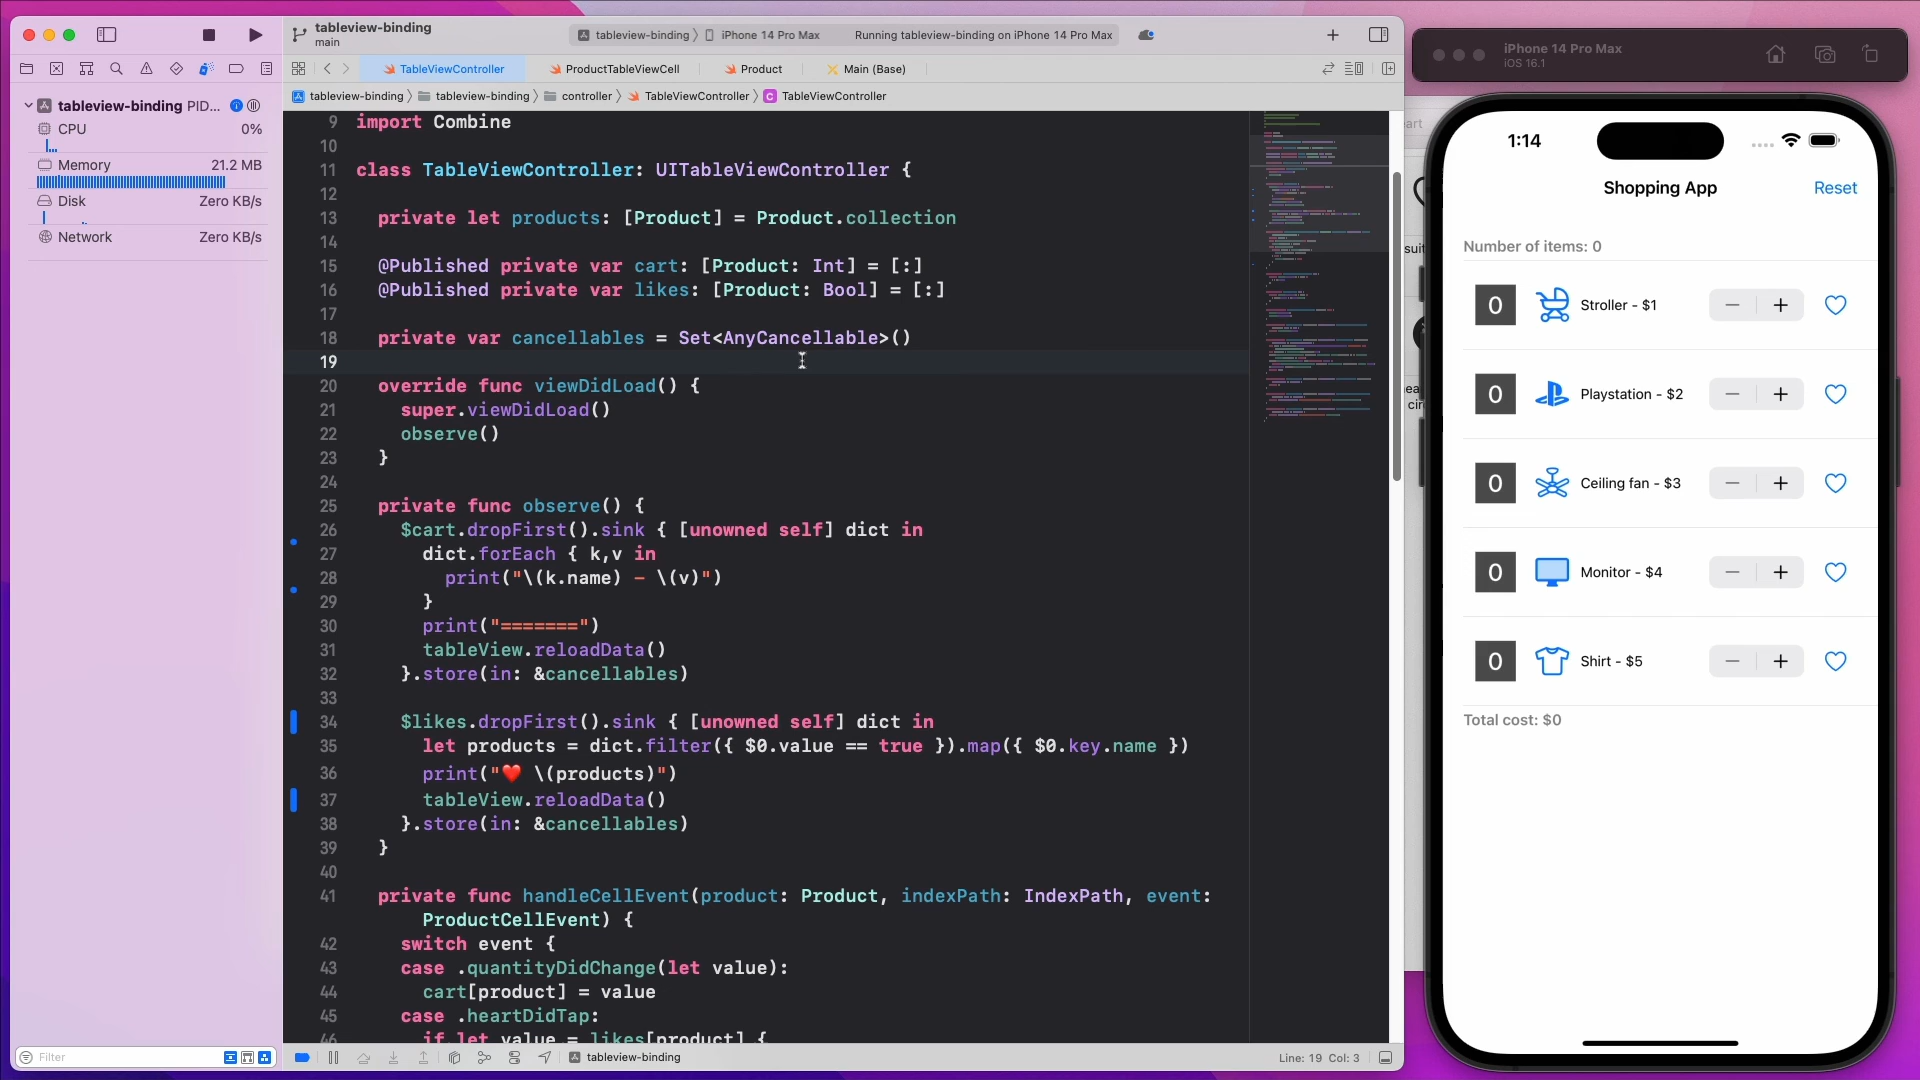 tableview-binding
main
tableview-binding
iPhone 14 Pro Max
Running tableview-binding on iPhone 14 Pro Max
TableViewController
ProductTableViewCell
Product
Main (Base)
tableview-binding
tableview-binding
controller
TableViewController
TableViewController
tableview-binding PID...
CPU
0%
Memory
21.2 MB
Disk
Zero KB/s
Network
Zero KB/s
Filter
9 import Combine
10
11 class TableViewController: UITableViewController {
12
13 private let products: [Product] = Product.collection
14
15 @Published private var cart: [Product: Int] = [:]
16 @Published private var likes: [Product: Bool] = [:]
17
18 private var cancellables = Set<AnyCancellable>()
19
20 override func viewDidLoad() {
21 super.viewDidLoad()
22 observe()
23 }
24
25 private func observe() {
26 $cart.dropFirst().sink { [unowned self] dict in
27 dict.forEach { k,v in
28 print("\(k.name) - \(v)")
29 }
30 print("=======")
31 tableView.reloadData()
32 }.store(in: &cancellables)
33
34 $likes.dropFirst().sink { [unowned self] dict in
35 let products = dict.filter({ $0.value == true }).map({ $0.key.name })
36 print("❤️ \(products)")
37 tableView.reloadData()
38 }.store(in: &cancellables)
39 }
40
41 private func handleCellEvent(product: Product, indexPath: IndexPath, event:
ProductCellEvent) {
42 switch event {
43 case .quantityDidChange(let value):
44 cart[product] = value
45 case .heartDidTap:
46 if let value = likes[product] {
tableview-binding
Line: 19 Col: 3
iPhone 14 Pro Max
iOS 16.1
1:14
Shopping App
Reset
Number of items: 0
0 Stroller - $1 − +
0 Playstation - $2 − +
0 Ceiling fan - $3 − +
0 Monitor - $4 − +
0 Shirt - $5 − +
Total cost: $0